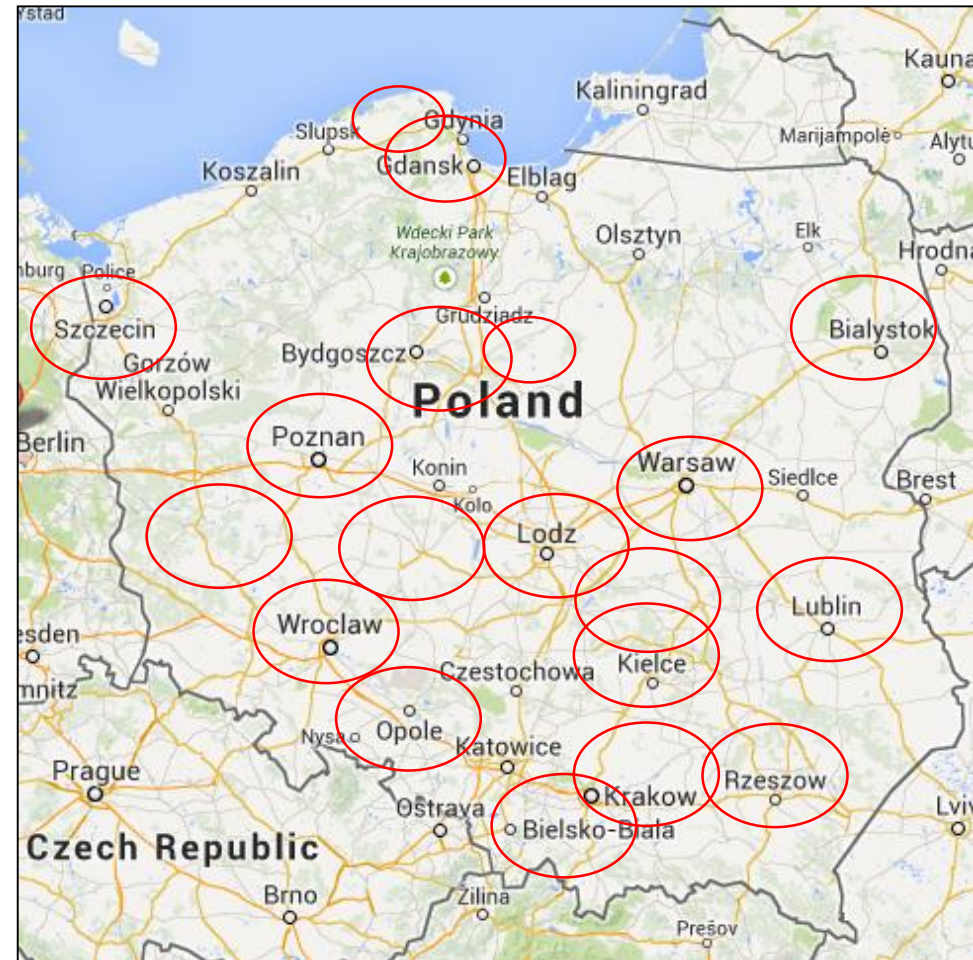 ystad
Kauna
Kaliningrad
Gdynia
Slupsk
Marijampolė
Alytu
Gdansk
Koszalin
Elblag
Wdecki Park
Krajobrazowy
Olsztyn
Elk
Hrodna
nburg
Police
Grudziadz
Szczecin
Bialystok
Bydgoszcz
Gorzów
Wielkopolski
Poland
Berlin
Poznan
Konin
Warsaw
Siedlce
Brest
Kolo
Lodz
Lublin
Wroclaw
esden
Kielce
Czestochowa
mnitz
Nysa
Opole
Katowice
Prague
Rzeszow
Krakow
Ostrava
Lviv
Bielsko-Biala
Czech Republic
Brno
Žilina
Prešov